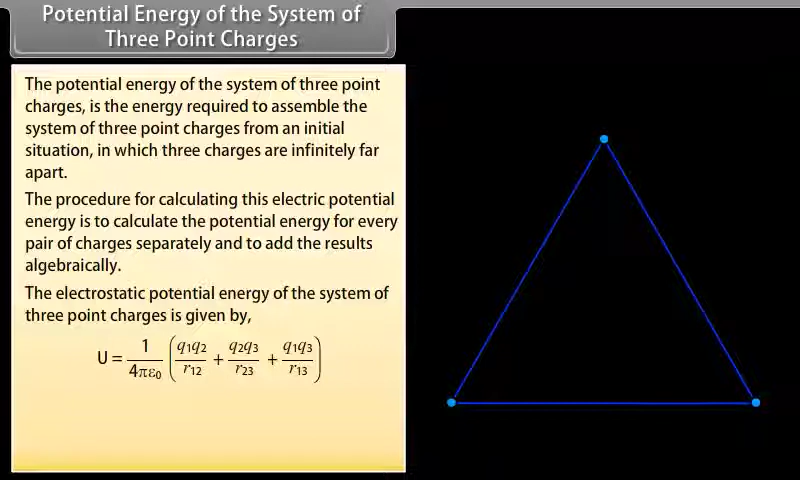 Potential Energy of the System of
Three Point Charges
The potential energy of the system of three point
charges, is the energy required to assemble the
system of three point charges from an initial
situation, in which three charges are infinitely far
apart.
The procedure for calculating this electric potential
energy is to calculate the potential energy for every
pair of charges separately and to add the results
algebraically.
The electrostatic potential energy of the system of
three point charges is given by,
U = 1/4πε₀ (q₁q₂/r₁₂ + q₂q₃/r₂₃ + q₁q₃/r₁₃)